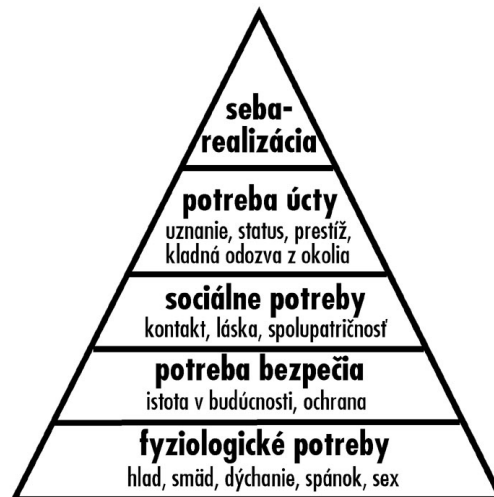 seba-
realizácia
potreba úcty
uznanie, status, prestíž,
kladná odozva z okolia
sociálne potreby
kontakt, láska, spolupatričnosť
potreba bezpečia
istota v budúcnosti, ochrana
fyziologické potreby
hlad, smäd, dýchanie, spánok, sex